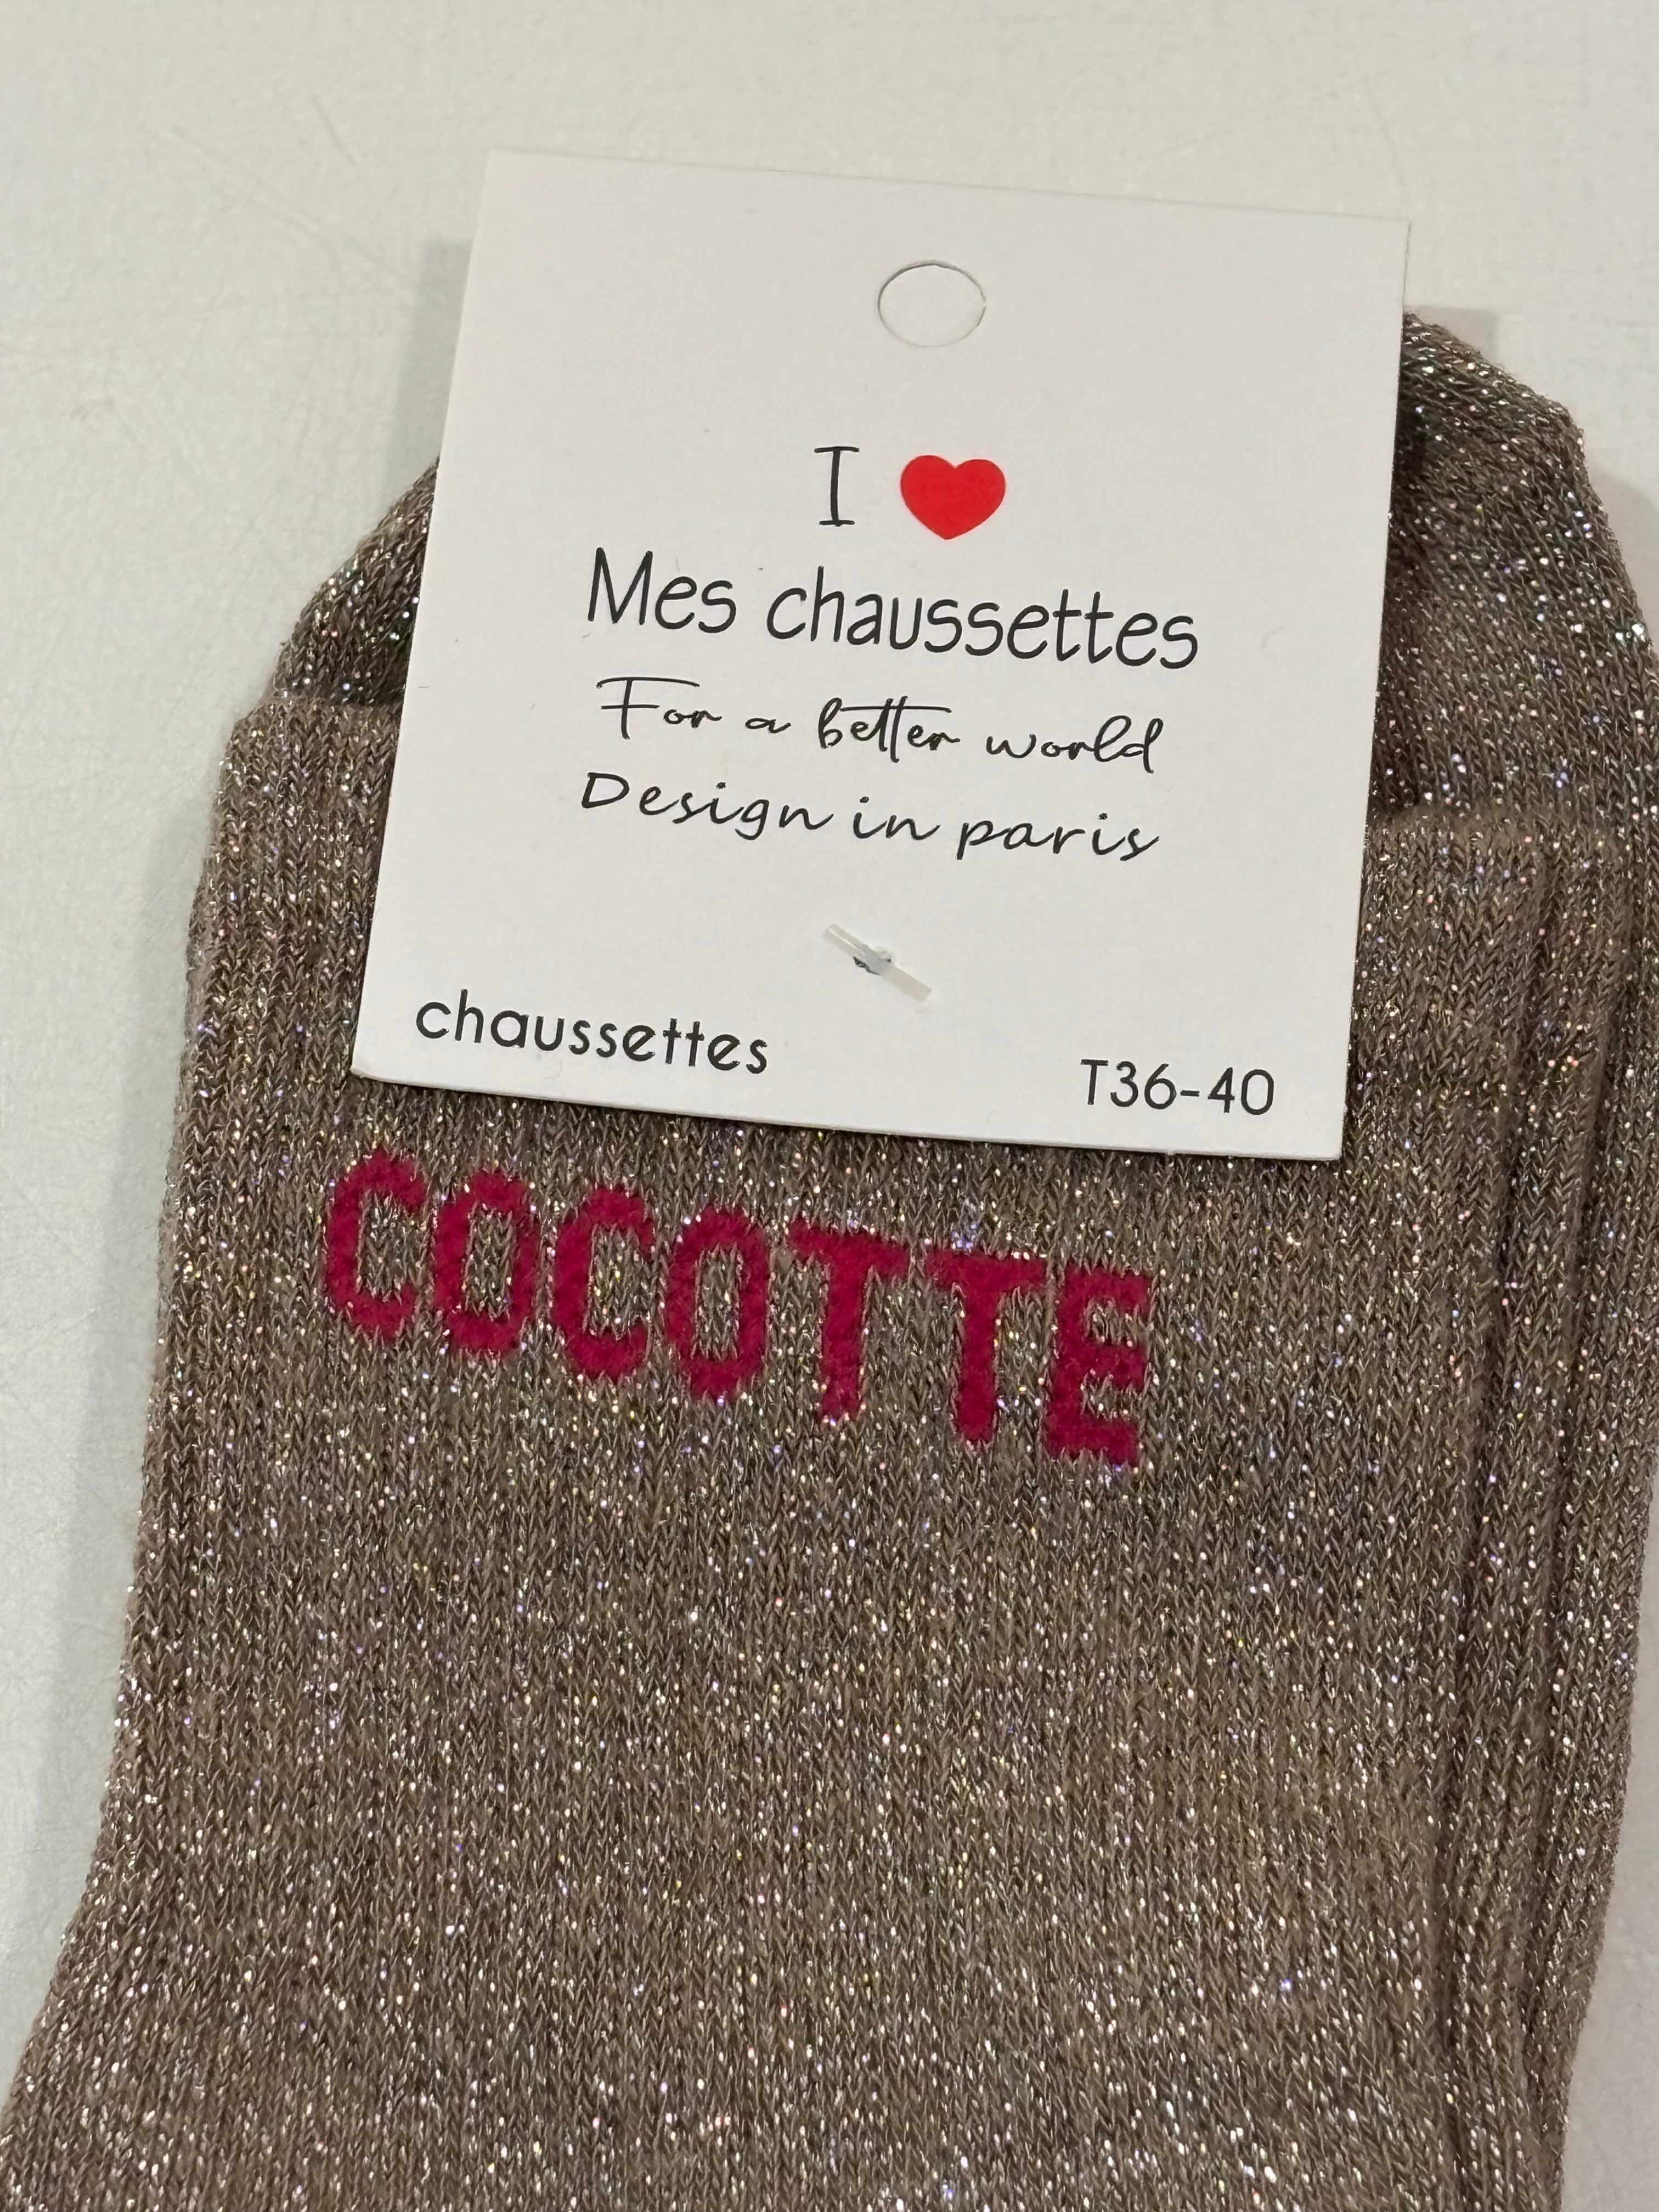 I ❤
Mes chaussettes
For a better world
Design in paris
chaussettes
T36-40
COCOTTE